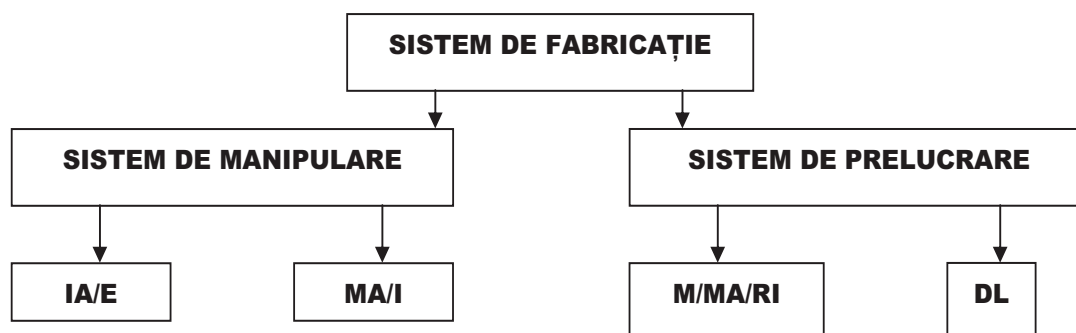 SISTEM DE FABRICAȚIE
SISTEM DE MANIPULARE
SISTEM DE PRELUCRARE
IA/E
MA/I
M/MA/RI
DL